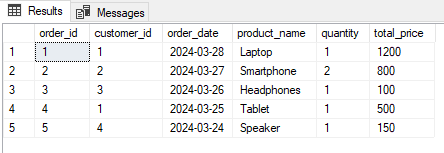 Results Messages
order_id customer_id order_date product_name quantity total_price
1 1 1 2024-03-28 Laptop 1 1200
2 2 2 2024-03-27 Smartphone 2 800
3 3 3 2024-03-26 Headphones 1 100
4 4 1 2024-03-25 Tablet 1 500
5 5 4 2024-03-24 Speaker 1 150